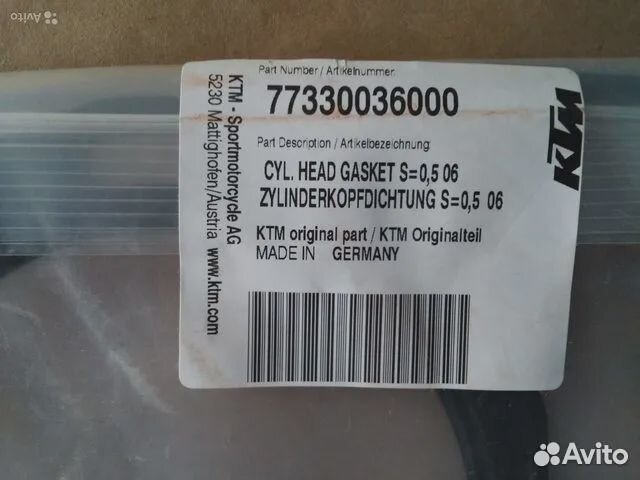 Avito
Part Number / Artikelnummer:
77330036000
Part Description / Artikelbezeichnung:
CYL. HEAD GASKET S=0,5 06
ZYLINDERKOPFDICHTUNG S=0,5 06
KTM original part / KTM Originalteil
MADE IN GERMANY
KTM - Sportmotorcycle AG
5230 Mattighofen/Austria www.ktm.com
KTM
Avito